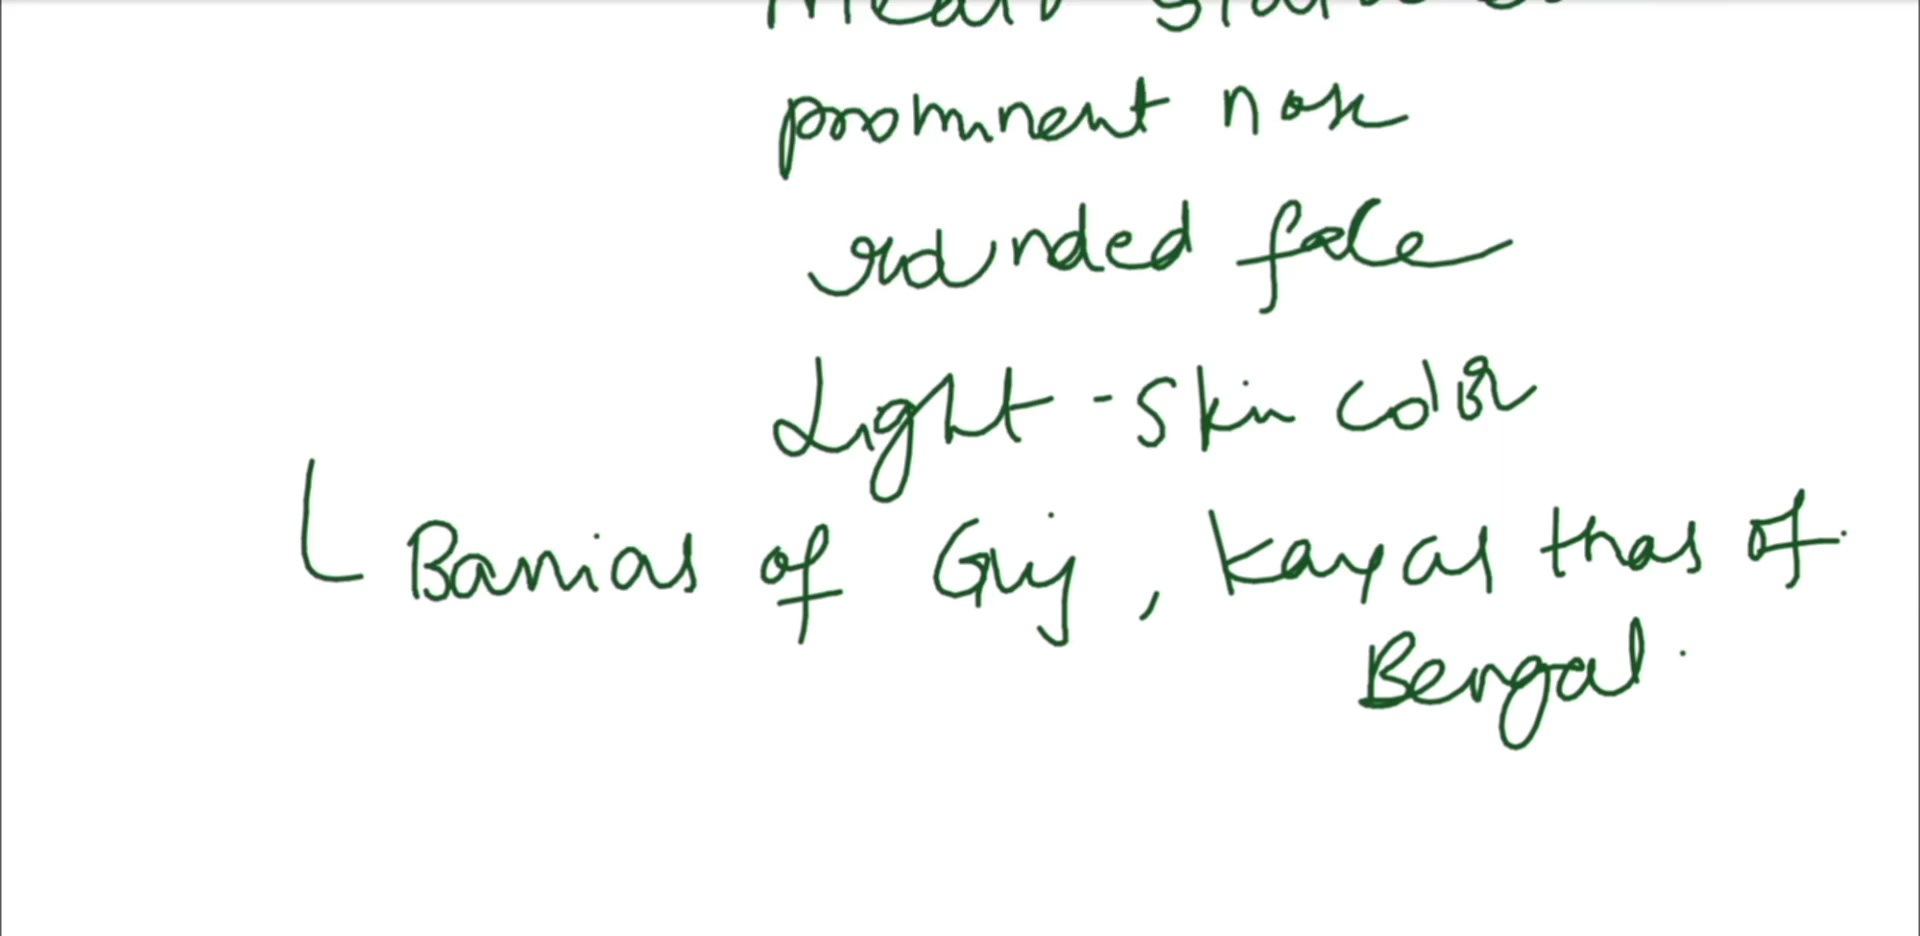 prominent nose
rounded face
Light - skin color
Banias of Guj, Kayasthas of
Bengal.